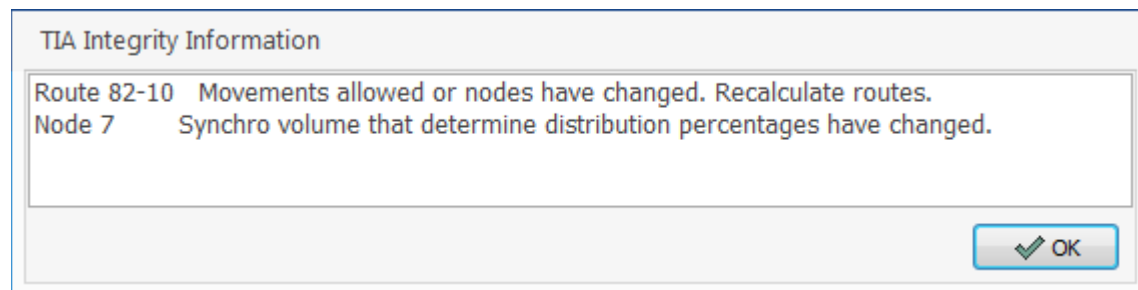 TIA Integrity Information
Route 82-10 Movements allowed or nodes have changed. Recalculate routes.
Node 7 Synchro volume that determine distribution percentages have changed.
OK